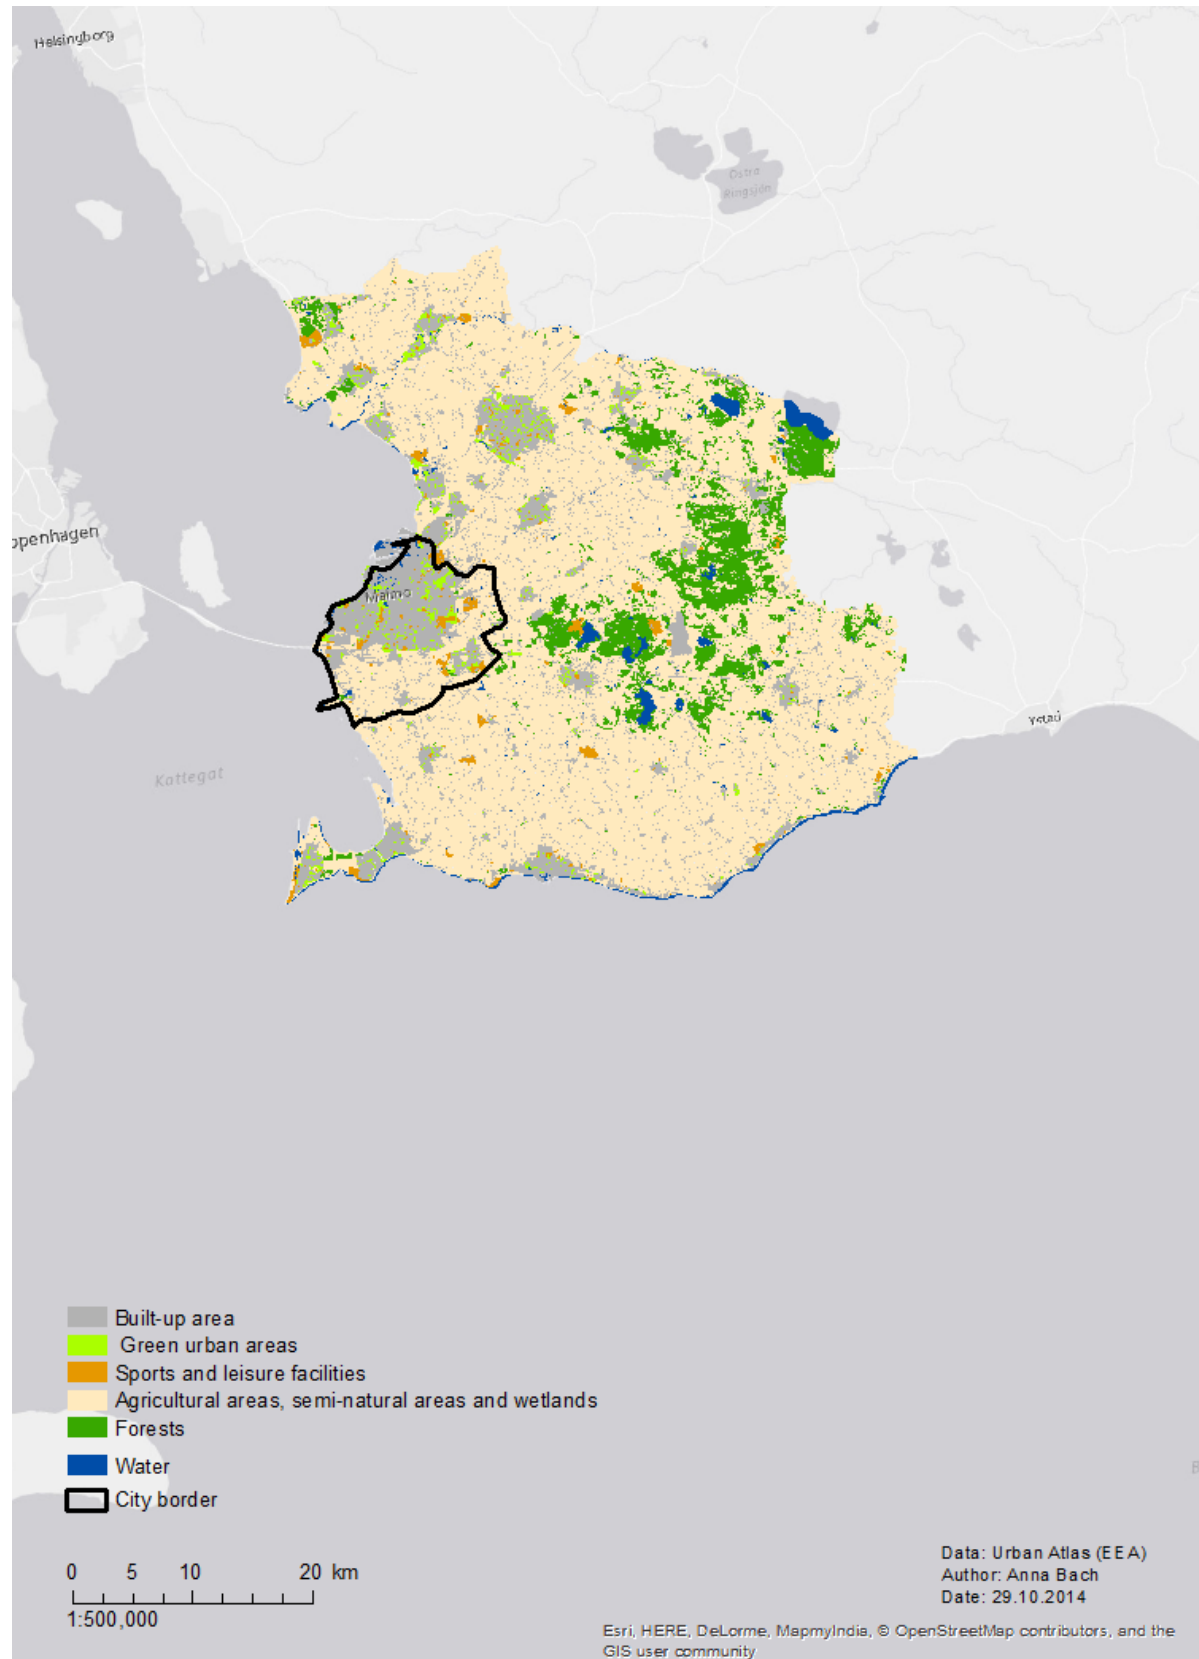 Helsingborg
Östra
Ringsjön
openhagen
Malmö
Ystad
Kattegat
Built-up area
Green urban areas
Sports and leisure facilities
Agricultural areas, semi-natural areas and wetlands
Forests
Water
City border
0 5 10 20 km
1:500,000
Data: Urban Atlas (EEA)
Author: Anna Bach
Date: 29.10.2014
Esri, HERE, DeLorme, MapmyIndia, © OpenStreetMap contributors, and the
GIS user community